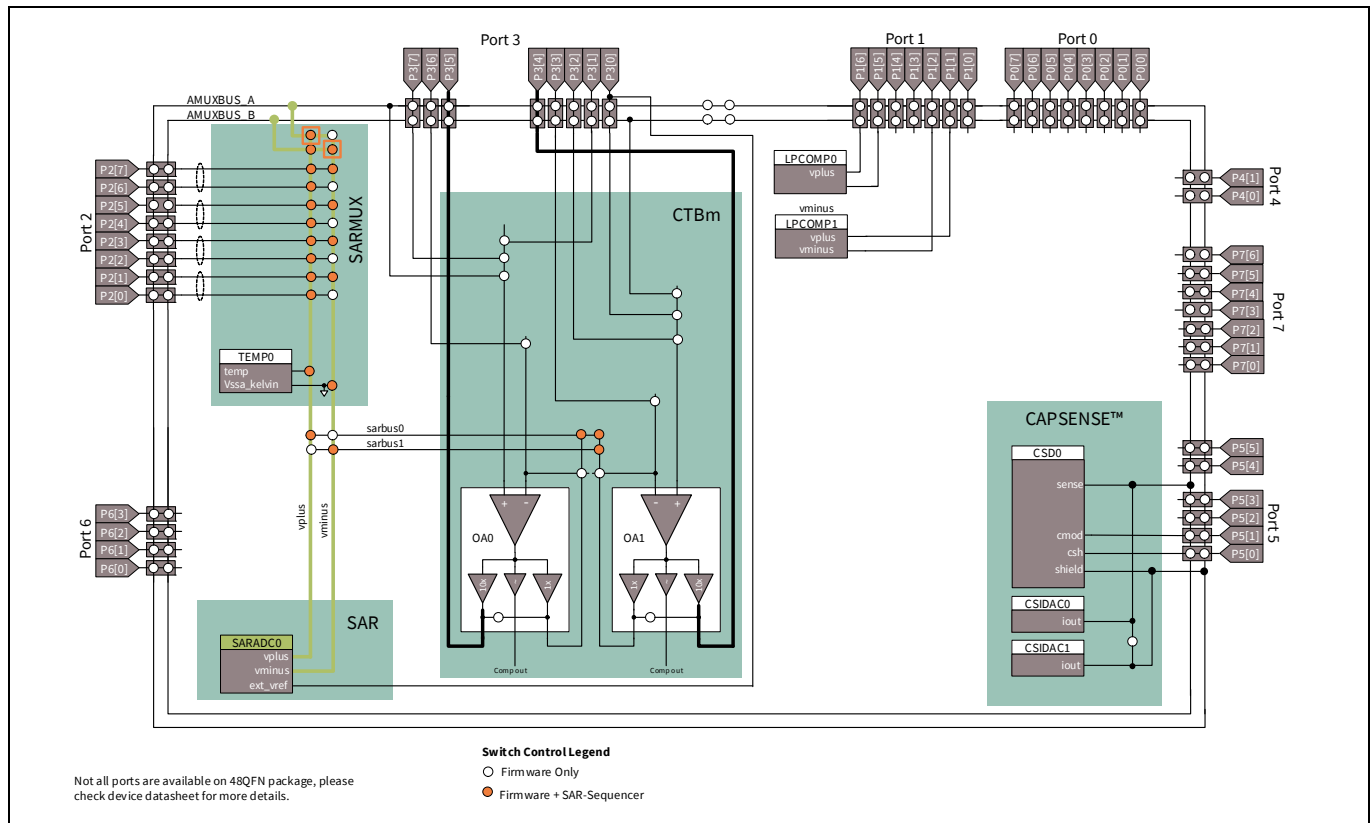 Port 3
Port 1
Port 0
P3[7]
P3[6]
P3[5]
P3[4]
P3[3]
P3[2]
P3[1]
P3[0]
P1[6]
P1[5]
P1[4]
P1[3]
P1[2]
P1[1]
P1[0]
P0[7]
P0[6]
P0[5]
P0[4]
P0[3]
P0[2]
P0[1]
P0[0]
AMUXBUS_A
AMUXBUS_B
Port 2
P2[7]
P2[6]
P2[5]
P2[4]
P2[3]
P2[2]
P2[1]
P2[0]
SARMUX
TEMP0
temp
Vssa_kelvin
sarbus0
sarbus1
vplus
vminus
Port 6
P6[3]
P6[2]
P6[1]
P6[0]
SAR
SARADC0
vplus
vminus
ext_vref
CTBm
+
-
OA0
10x
1x
Comp out
-
+
OA1
1x
10x
Comp out
LPCOMP0
vplus
vminus
LPCOMP1
vplus
vminus
Port 4
P4[1]
P4[0]
Port 7
P7[6]
P7[5]
P7[4]
P7[3]
P7[2]
P7[1]
P7[0]
CAPSENSE™
CSD0
sense
cmod
csh
shield
CSIDAC0
iout
CSIDAC1
iout
Port 5
P5[5]
P5[4]
P5[3]
P5[2]
P5[1]
P5[0]
Switch Control Legend
Firmware Only
Firmware + SAR-Sequencer
Not all ports are available on 48QFN package, please
check device datasheet for more details.